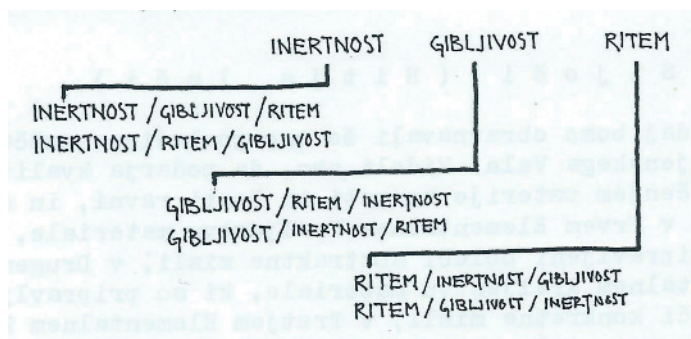 INERTNOST GIBLJIVOST RITEM
INERTNOST / GIBLJIVOST / RITEM
INERTNOST / RITEM / GIBLJIVOST
GIBLJIVOST / RITEM / INERTNOST
GIBLJIVOST / INERTNOST / RITEM
RITEM / INERTNOST / GIBLJIVOST
RITEM / GIBLJIVOST / INERTNOST